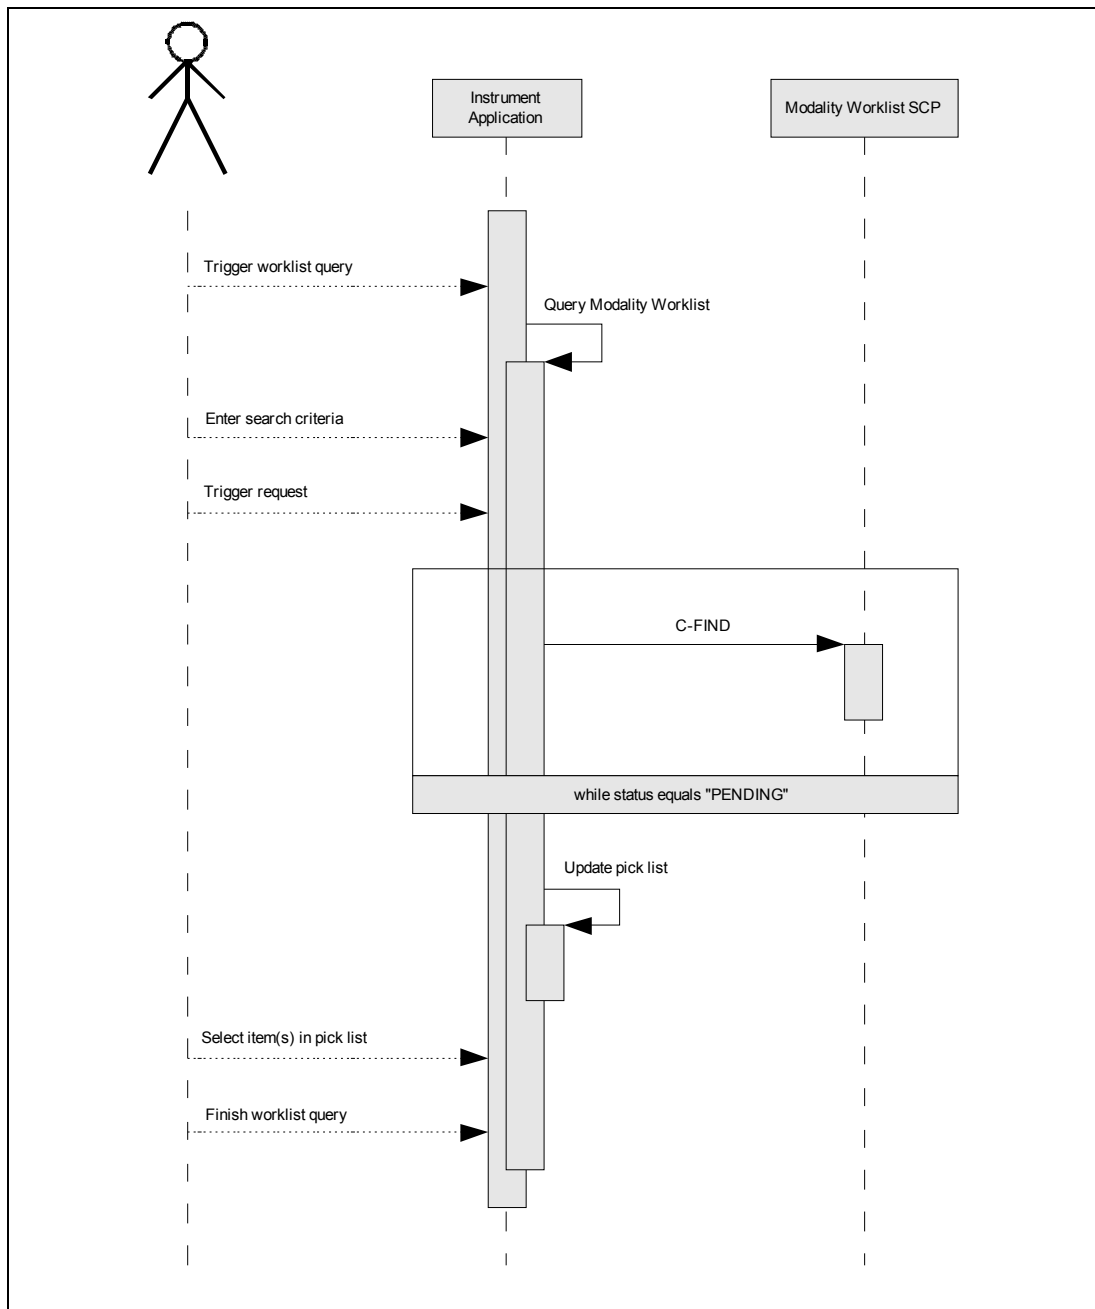 Instrument
Application
Modality Worklist SCP
Trigger worklist query
Query Modality Worklist
Enter search criteria
Trigger request
C-FIND
while status equals "PENDING"
Update pick list
Select item(s) in pick list
Finish worklist query